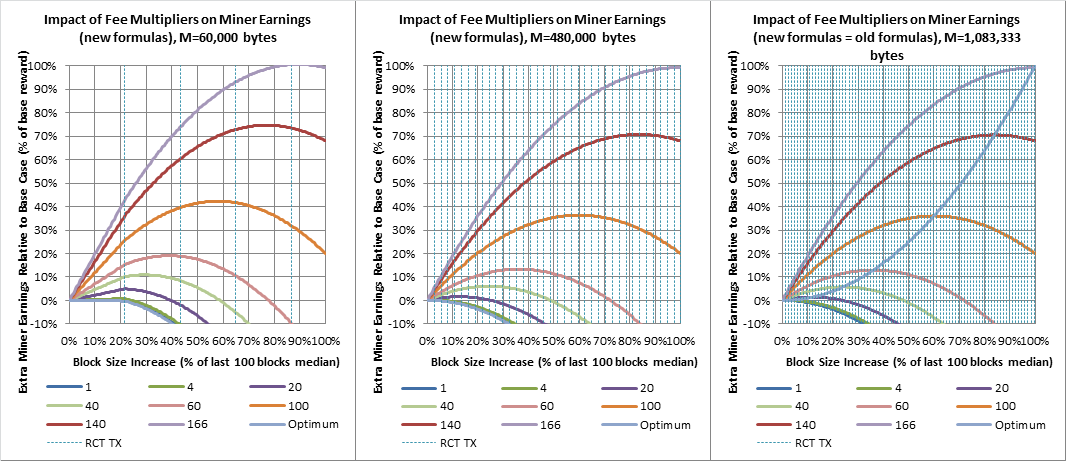 Impact of Fee Multipliers on Miner Earnings
(new formulas), M=60,000 bytes
Extra Miner Earnings Relative to Base Case (% of base reward)
100%
90%
80%
70%
60%
50%
40%
30%
20%
10%
0%
-10%
0% 10% 20% 30% 40% 50% 60% 70% 80% 90% 100%
Block Size Increase (% of last 100 blocks median)
1 4 20
40 60 100
140 166 Optimum
RCT TX
Impact of Fee Multipliers on Miner Earnings
(new formulas), M=480,000 bytes
Extra Miner Earnings Relative to Base Case (% of base reward)
100%
90%
80%
70%
60%
50%
40%
30%
20%
10%
0%
-10%
0% 10% 20% 30% 40% 50% 60% 70% 80% 90% 100%
Block Size Increase (% of last 100 blocks median)
1 4 20
40 60 100
140 166 Optimum
RCT TX
Impact of Fee Multipliers on Miner Earnings
(new formulas = old formulas), M=1,083,333
bytes
Extra Miner Earnings Relative to Base Case (% of base reward)
100%
90%
80%
70%
60%
50%
40%
30%
20%
10%
0%
-10%
0% 10% 20% 30% 40% 50% 60% 70% 80% 90% 100%
Block Size Increase (% of last 100 blocks median)
1 4 20
40 60 100
140 166 Optimum
RCT TX